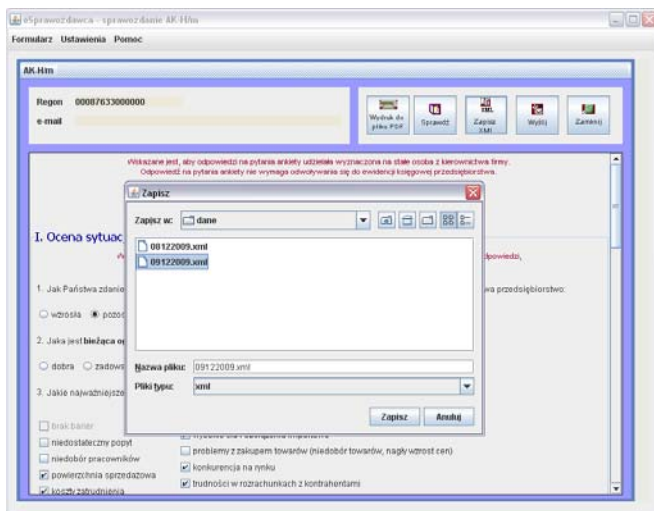 eSprawozdawca - sprawozdanie AK-H/m
Formularz Ustawienia Pomoc
AK-H/m
Regon 00087633000000
e-mail
Wydruk do pliku PDF
Sprawdź
Zapisz XML
Wyślij
Zamknij
Wskazane jest, aby odpowiedzi na pytania ankiety udzielała wyznaczona na stałe osoba z kierownictwa firmy.
Odpowiedź na pytania ankiety nie wymaga odwoływania się do ewidencji księgowej przedsiębiorstwa.
Zapisz
Zapisz w: dane
08122009.xml
09122009.xml
Nazwa pliku: 09122009.xml
Pliki typu: xml
Zapisz Anuluj
I. Ocena sytuac
dpowiedzi,
1. Jak Państwa zdanie
wa przedsiębiorstwo:
wzrosła pozos
2. Jaka jest bieżąca o
dobra zadows
3. Jakie najważniejsze
brak barier
niedostateczny popyt
niedobór pracowników
powierzchnia sprzedażowa
koszty zatrudnienia
problemy z zakupem towarów (niedobór towarów, nagły wzrost cen)
konkurencja na rynku
trudności w rozrachunkach z kontrahentami